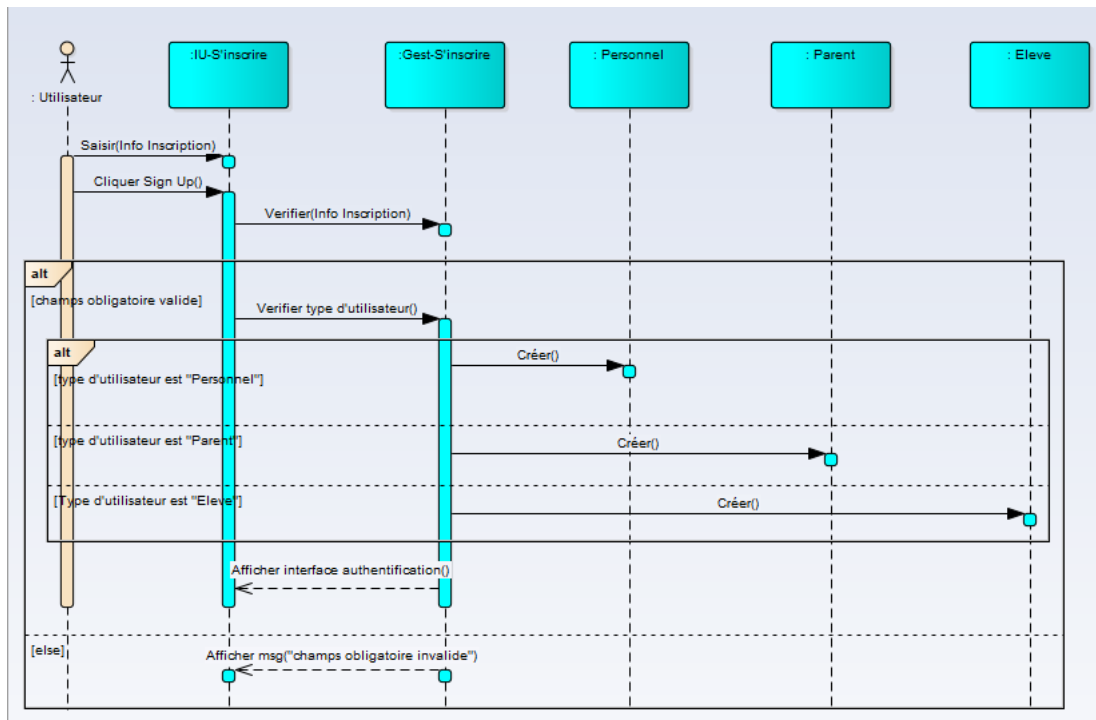 : Utilisateur
:IU-S'inscrire
:Gest-S'inscrire
: Personnel
: Parent
: Eleve
Saisir(Info Inscription)
Cliquer Sign Up()
Verifier(Info Inscription)
alt
[champs obligatoire valide]
Verifier type d'utilisateur()
alt
Créer()
[type d'utilisateur est "Personnel"]
[type d'utilisateur est "Parent"]
Créer()
[Type d'utilisateur est "Eleve"]
Créer()
Afficher interface authentification()
[else]
Afficher msg("champs obligatoire invalide")